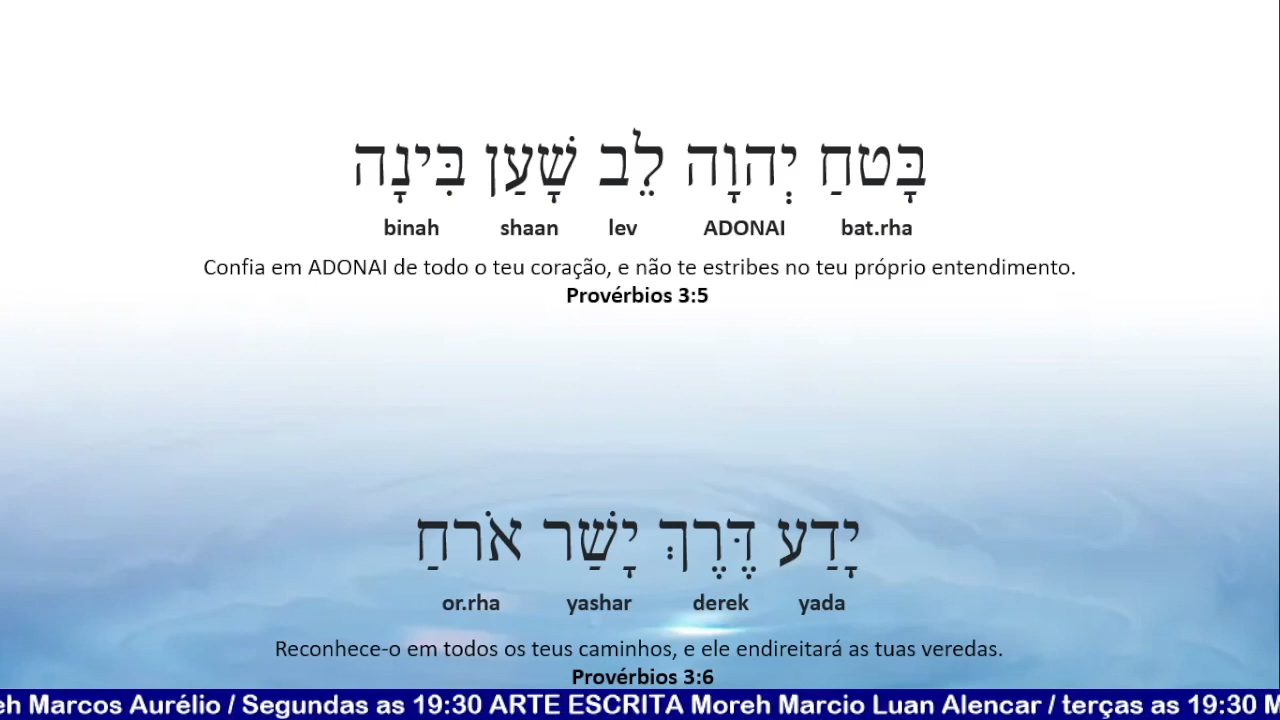 בָּטחַ יְהוָה לֵב שָׁעַן בִּינָה
binah shaan lev ADONAI bat.rha
Confia em ADONAI de todo o teu coração, e não te estribes no teu próprio entendimento.
Provérbios 3:5
יָדַע דֶּרֶךְ יָשַׁר אֹרחַ
or.rha yashar derek yada
Reconhece-o em todos os teus caminhos, e ele endireitará as tuas veredas.
Provérbios 3:6
eh Marcos Aurélio / Segundas as 19:30 ARTE ESCRITA Moreh Marcio Luan Alencar / terças as 19:30 M